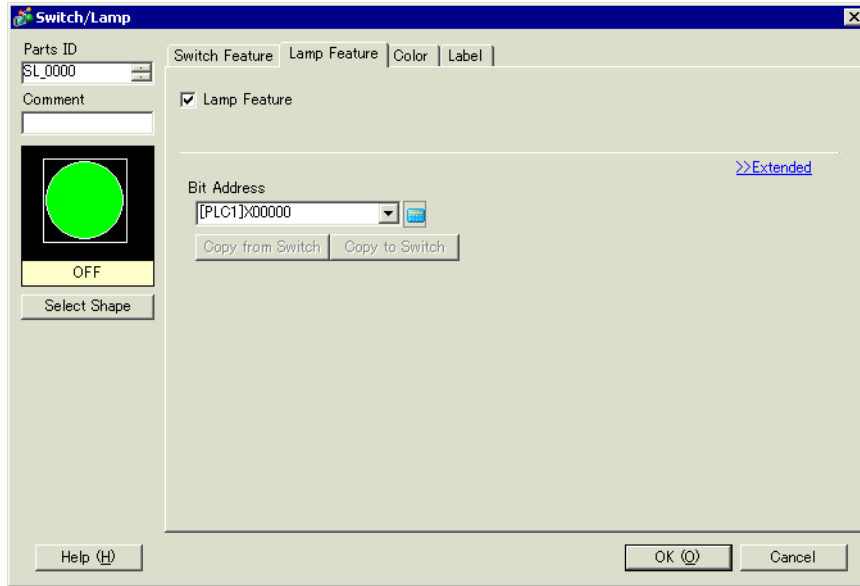 Switch/Lamp
Parts ID
SL_0000
Comment
OFF
Select Shape
Switch Feature Lamp Feature Color Label
Lamp Feature
>>Extended
Bit Address
[PLC1]X00000
Copy from Switch Copy to Switch
Help (H) OK (O) Cancel